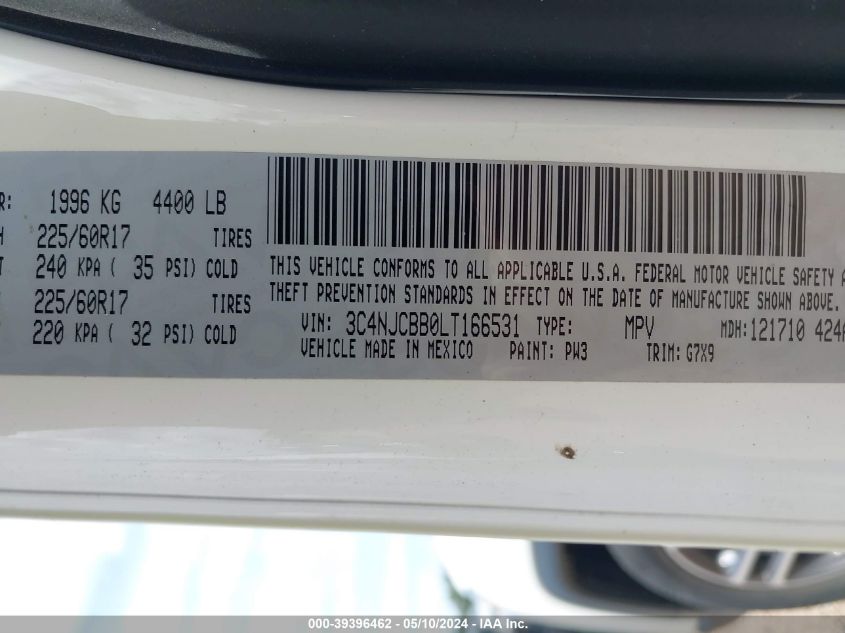 R: 1996 KG 4400 LB
H 225/60R17 TIRES
T 240 KPA ( 35 PSI) COLD
225/60R17 TIRES
220 KPA ( 32 PSI) COLD
THIS VEHICLE CONFORMS TO ALL APPLICABLE U.S.A. FEDERAL MOTOR VEHICLE SAFETY A
THEFT PREVENTION STANDARDS IN EFFECT ON THE DATE OF MANUFACTURE SHOWN ABOVE.
VIN: 3C4NJCBB0LT166531 TYPE: MPV MDH:121710 424A
VEHICLE MADE IN MEXICO PAINT: PW3 TRIM: G7X9
000-39396462 - 05/10/2024 - COPYRIGHT IAA, LLC.